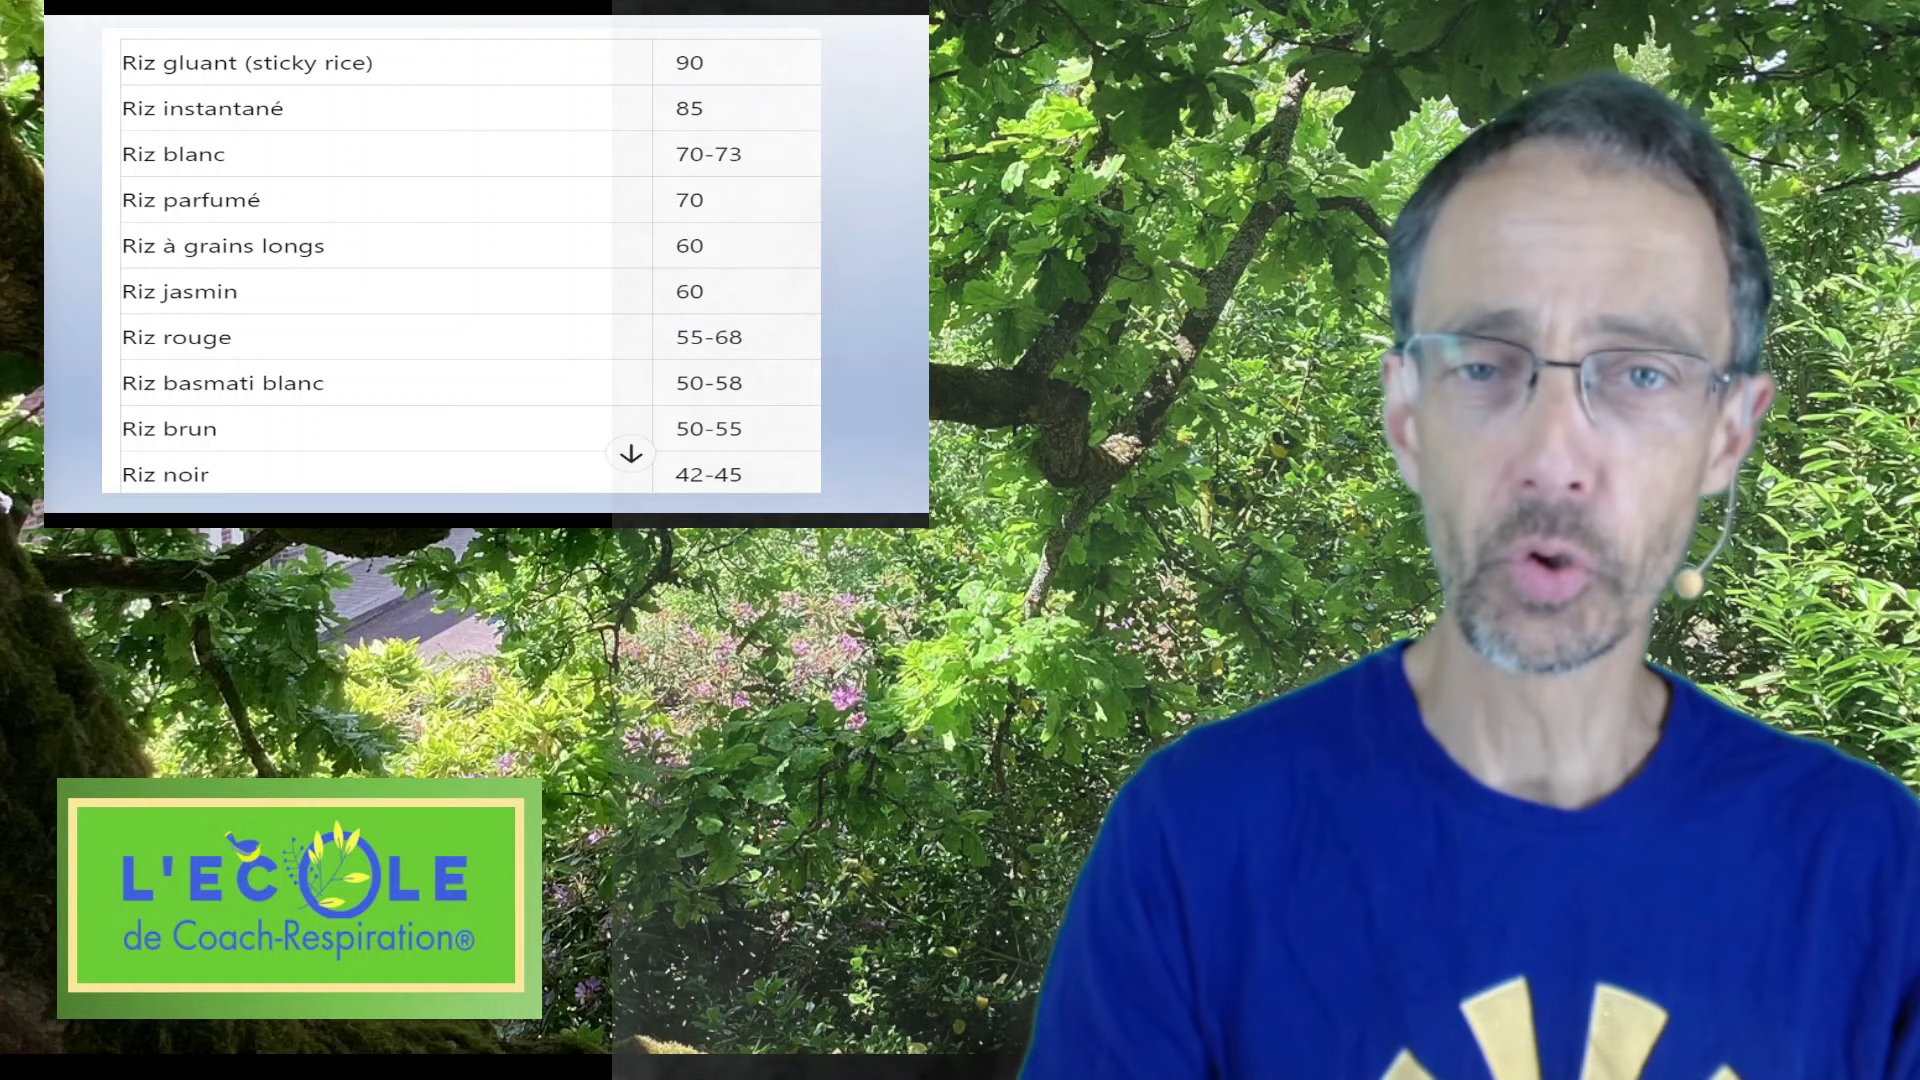 Riz gluant (sticky rice) 90
Riz instantané 85
Riz blanc 70-73
Riz parfumé 70
Riz à grains longs 60
Riz jasmin 60
Riz rouge 55-68
Riz basmati blanc 50-58
Riz brun 50-55
Riz noir 42-45
L'ECOLE
de Coach-Respiration®